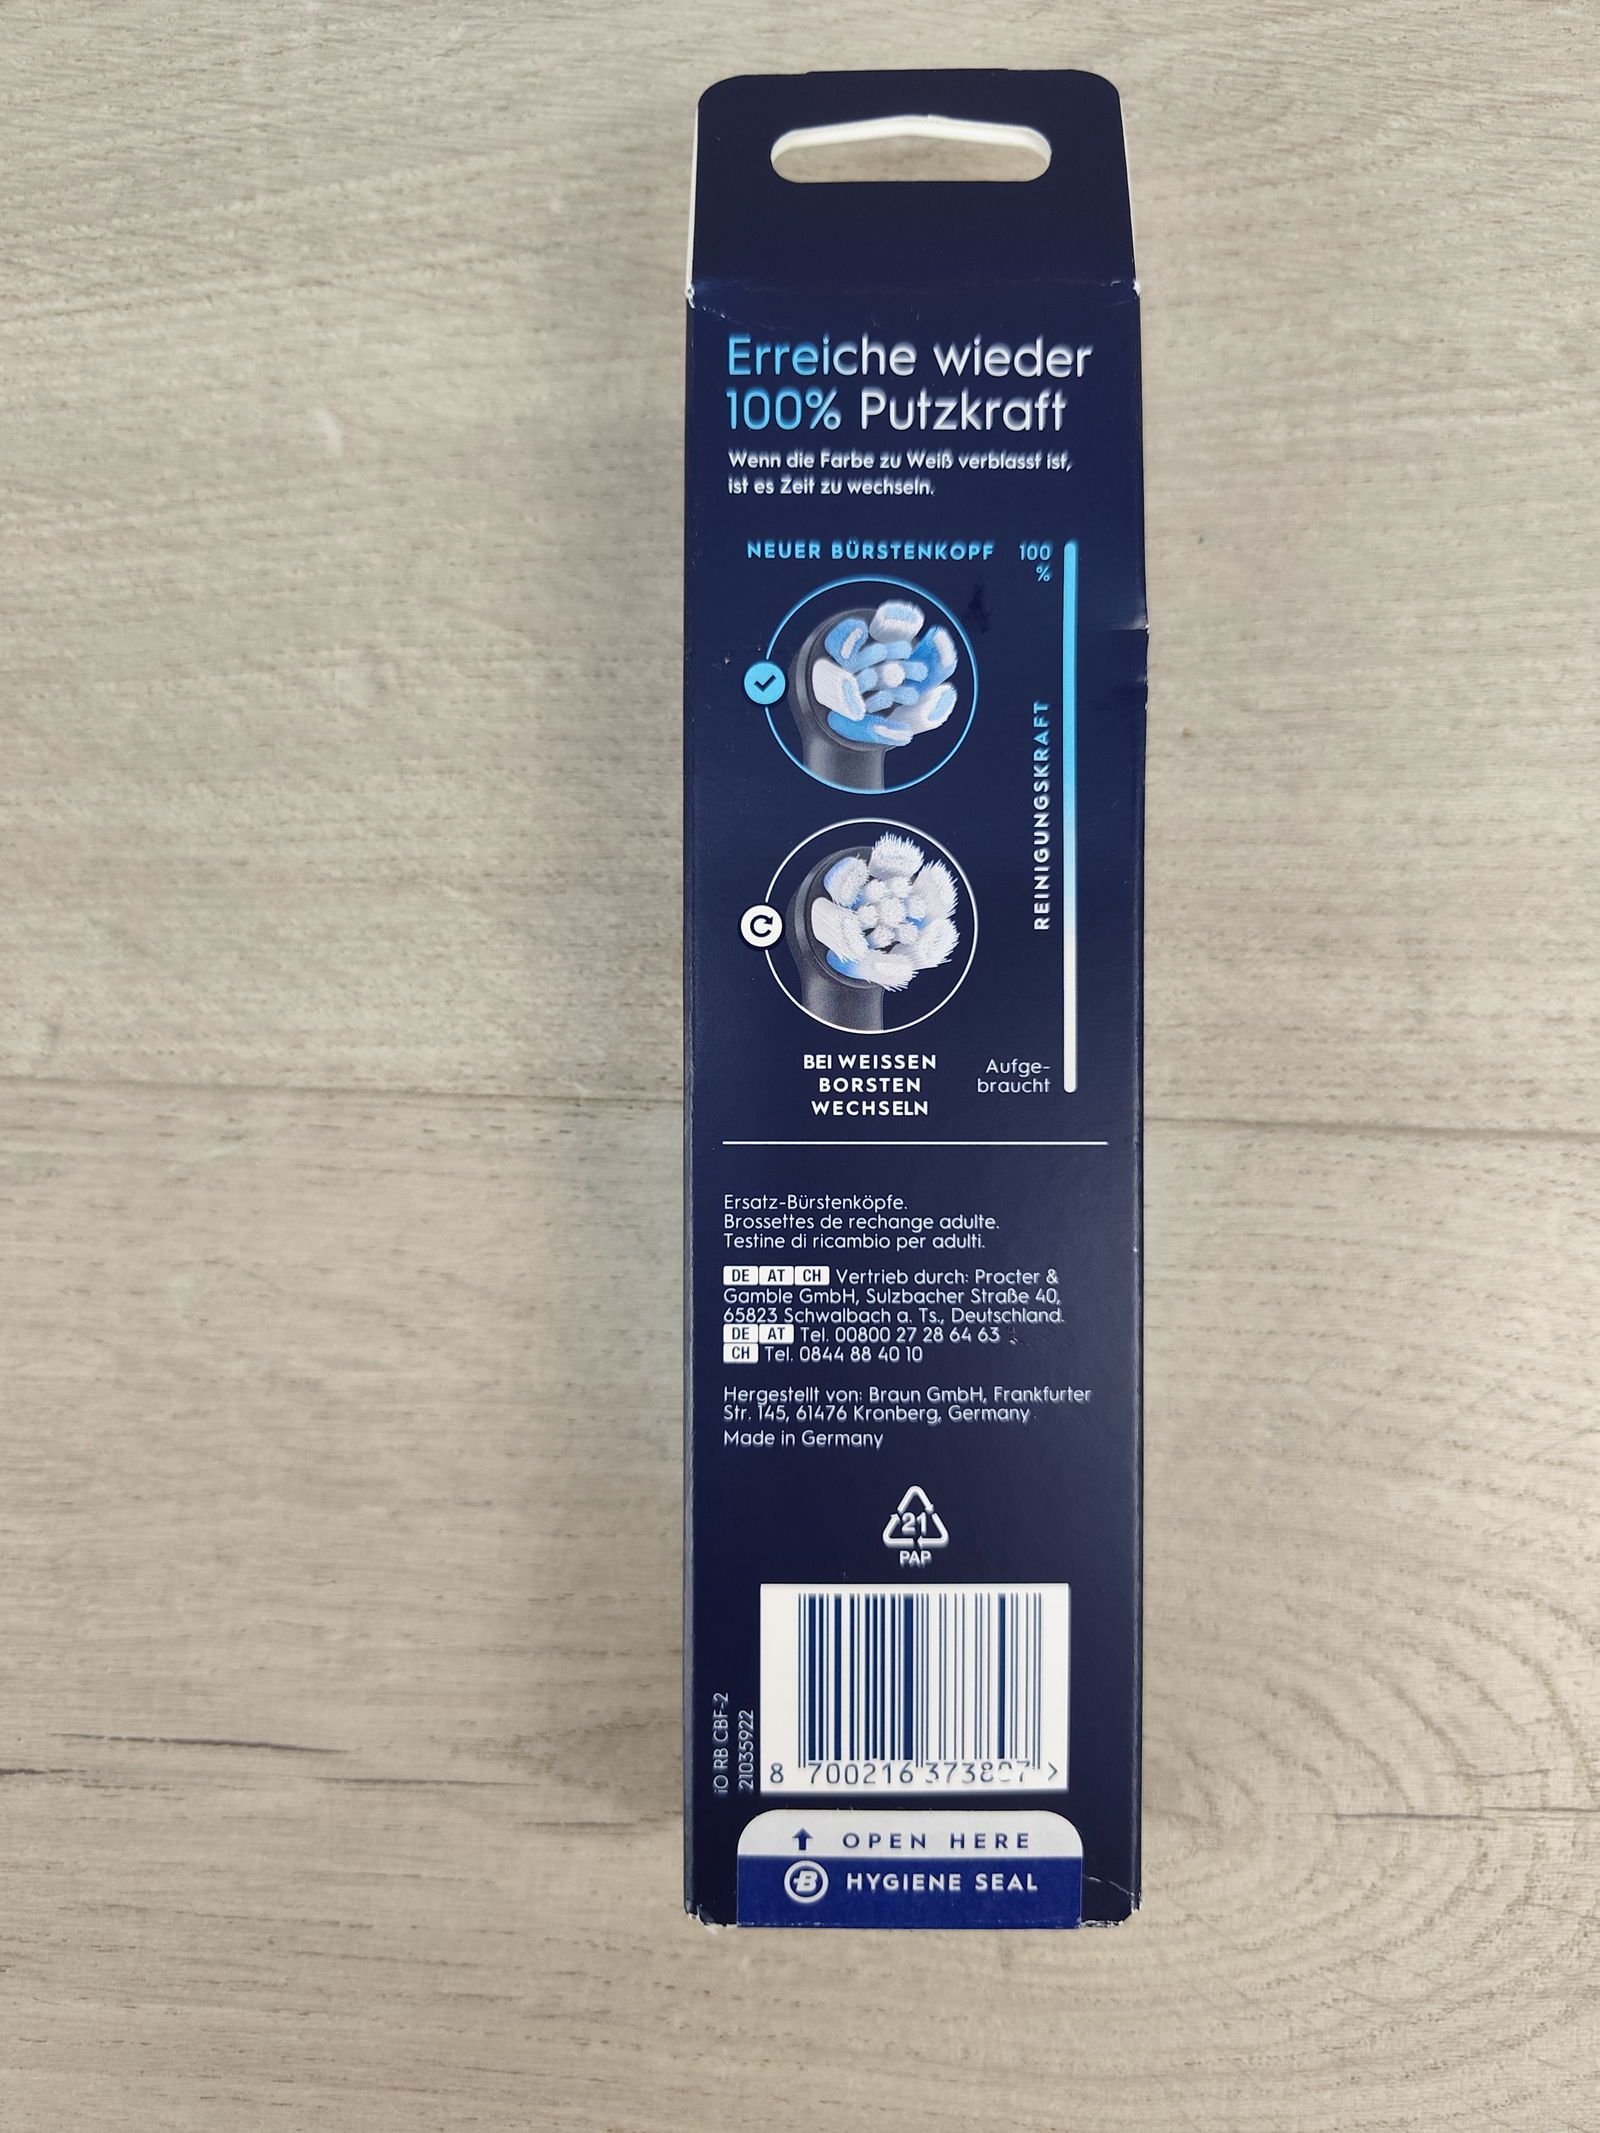 Erreiche wieder
100% Putzkraft
Wenn die Farbe zu Weiß verblasst ist,
ist es Zeit zu wechseln.
NEUER BÜRSTENKOPF
100
%
REINIGUNGSKRAFT
BEI WEISSEN
BORSTEN
WECHSELN
Aufge-
braucht
Ersatz-Bürstenköpfe.
Brossettes de rechange adulte.
Testine di ricambio per adulti.
DE AT CH Vertrieb durch: Procter &
Gamble GmbH, Sulzbacher Straße 40,
65823 Schwalbach a. Ts., Deutschland.
DE AT Tel. 00800 27 28 64 63
CH Tel. 0844 88 40 10
Hergestellt von: Braun GmbH, Frankfurter
Str. 145, 61476 Kronberg, Germany
Made in Germany
21
PAP
iO RB CBF-2
21035922
8 700216
OPEN HERE
B HYGIENE SEAL